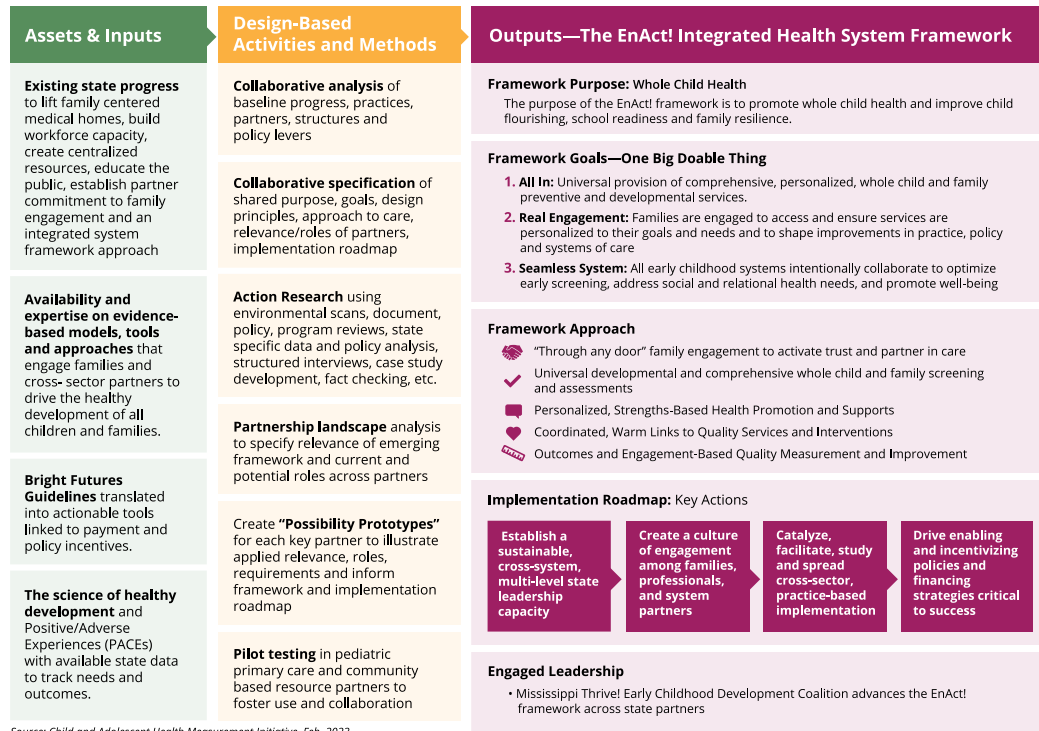 Assets & Inputs
Existing state progress
to lift family centered
medical homes, build
workforce capacity,
create centralized
resources, educate the
public, establish partner
commitment to family
engagement and an
integrated system
framework approach
Availability and
expertise on evidence-
based models, tools
and approaches that
engage families and
cross- sector partners to
drive the healthy
development of all
children and families.
Bright Futures
Guidelines translated
into actionable tools
linked to payment and
policy incentives.
The science of healthy
development and
Positive/Adverse
Experiences (PACEs)
with available state data
to track needs and
outcomes.
Design-Based
Activities and Methods
Collaborative analysis of
baseline progress, practices,
partners, structures and
policy levers
Collaborative specification of
shared purpose, goals, design
principles, approach to care,
relevance/roles of partners,
implementation roadmap
Action Research using
environmental scans, document,
policy, program reviews, state
specific data and policy analysis,
structured interviews, case study
development, fact checking, etc.
Partnership landscape analysis
to specify relevance of emerging
framework and current and
potential roles across partners
Create “Possibility Prototypes”
for each key partner to illustrate
applied relevance, roles,
requirements and inform
framework and implementation
roadmap
Pilot testing in pediatric
primary care and community
based resource partners to
foster use and collaboration
Outputs—The EnAct! Integrated Health System Framework
Framework Purpose: Whole Child Health
The purpose of the EnAct! framework is to promote whole child health and improve child
flourishing, school readiness and family resilience.
Framework Goals—One Big Doable Thing
1. All In: Universal provision of comprehensive, personalized, whole child and family
preventive and developmental services.
2. Real Engagement: Families are engaged to access and ensure services are
personalized to their goals and needs and to shape improvements in practice, policy
and systems of care
3. Seamless System: All early childhood systems intentionally collaborate to optimize
early screening, address social and relational health needs, and promote well-being
Framework Approach
“Through any door” family engagement to activate trust and partner in care
Universal developmental and comprehensive whole child and family screening
and assessments
Personalized, Strengths-Based Health Promotion and Supports
Coordinated, Warm Links to Quality Services and Interventions
Outcomes and Engagement-Based Quality Measurement and Improvement
Implementation Roadmap: Key Actions
Establish a
sustainable,
cross-system,
multi-level state
leadership
capacity
Create a culture
of engagement
among families,
professionals,
and system
partners
Catalyze,
facilitate, study
and spread
cross-sector,
practice-based
implementation
Drive enabling
and incentivizing
policies and
financing
strategies critical
to success
Engaged Leadership
• Mississippi Thrive! Early Childhood Development Coalition advances the EnAct!
framework across state partners
Source: Child and Adolescent Health Measurement Initiative, Feb.